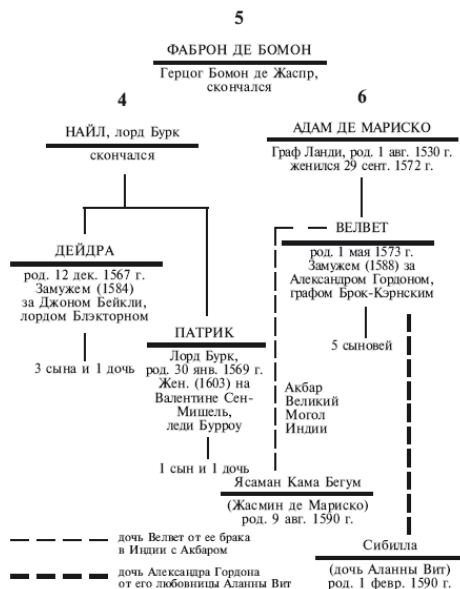 5
ФАБРОН ДЕ БОМОН
Герцог Бомон де Жаспр,
скончался
4
НАЙЛ, лорд Бурк
скончался
6
АДАМ ДЕ МАРИСКО
Граф Ланди, род. 1 авг. 1530 г.
женился 29 сент. 1572 г.
ДЕЙДРА
род. 12 дек. 1567 г.
Замужем (1584)
за Джоном Бейкли,
лордом Блэкторном
3 сына и 1 дочь
ПАТРИК
Лорд Бурк,
род. 30 янв. 1569 г.
Жен. (1603) на
Валентине Сен-
Мишель,
леди Бурроу
1 сын и 1 дочь
ВЕЛВЕТ
род. 1 мая 1573 г.
Замужем (1588) за
Александром Гордоном,
графом Брок-Кэрнским
5 сыновей
Акбар
Великий
Могол
Индии
Ясаман Кама Бегум
(Жасмин де Мариско)
род. 9 авг. 1590 г.
Сибилла
(дочь Аланны Вит)
род. 1 февр. 1590 г.
дочь Велвет от ее брака
в Индии с Акбаром
дочь Александра Гордона
от его любовницы Аланны Вит